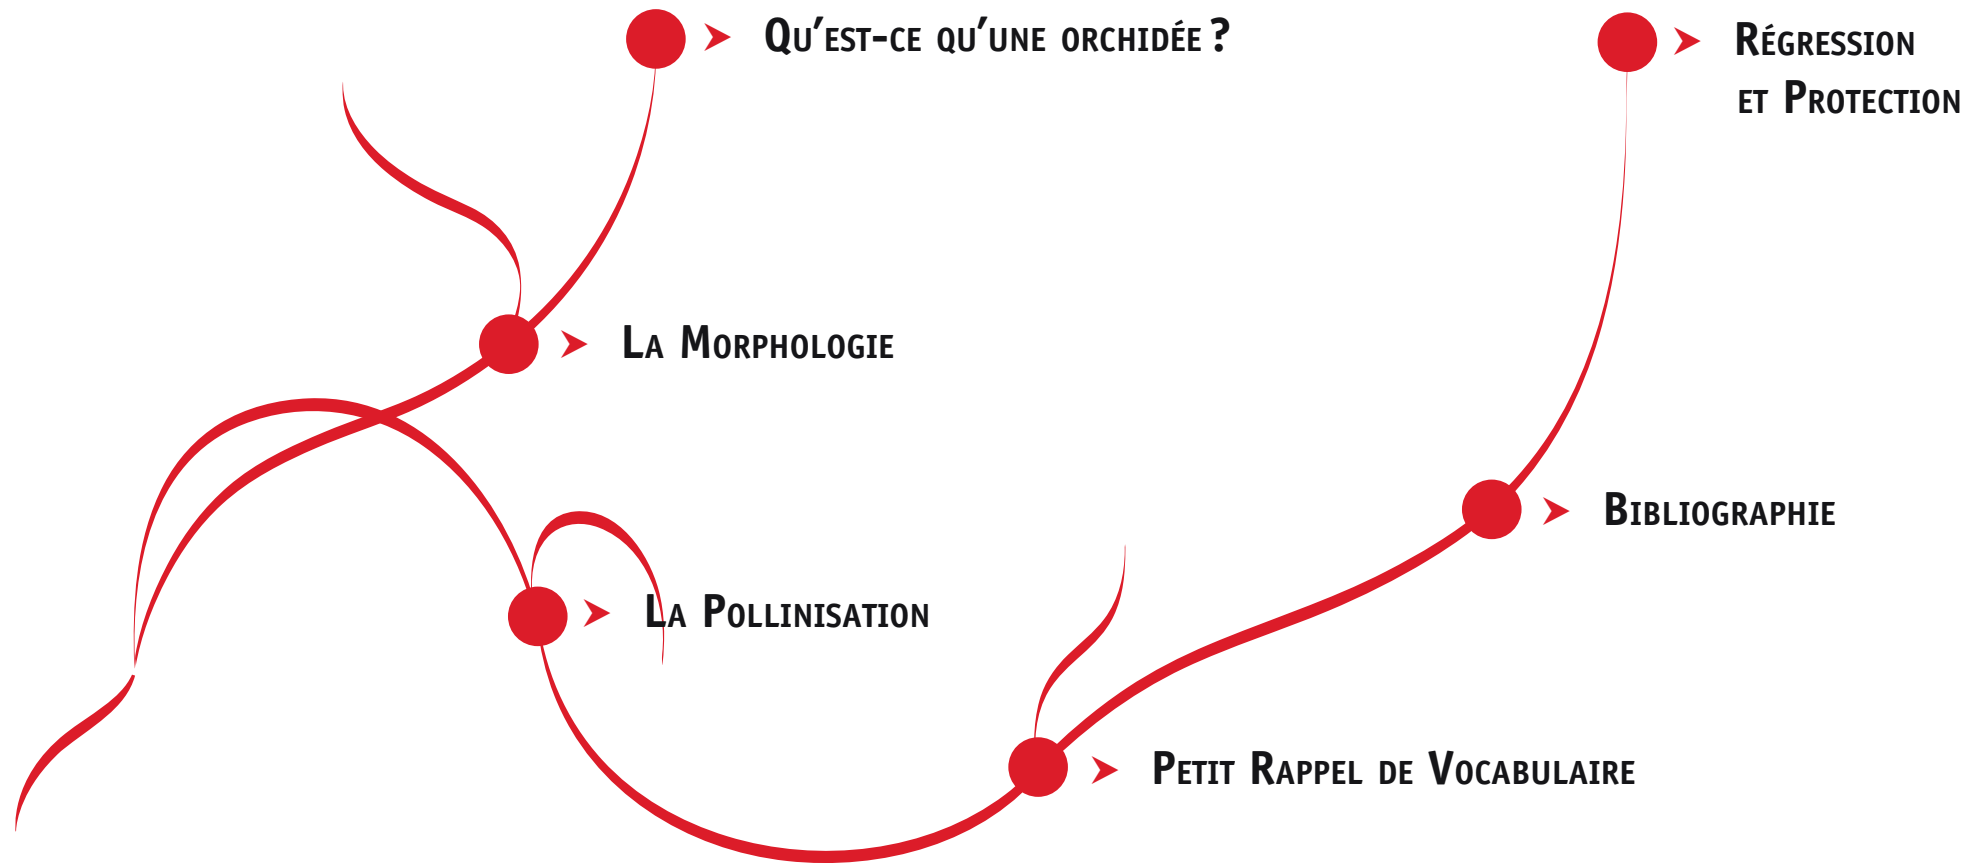 Qu'est-ce qu'une orchidée ?
Régression
et Protection
La Morphologie
Bibliographie
La Pollinisation
Petit Rappel de Vocabulaire